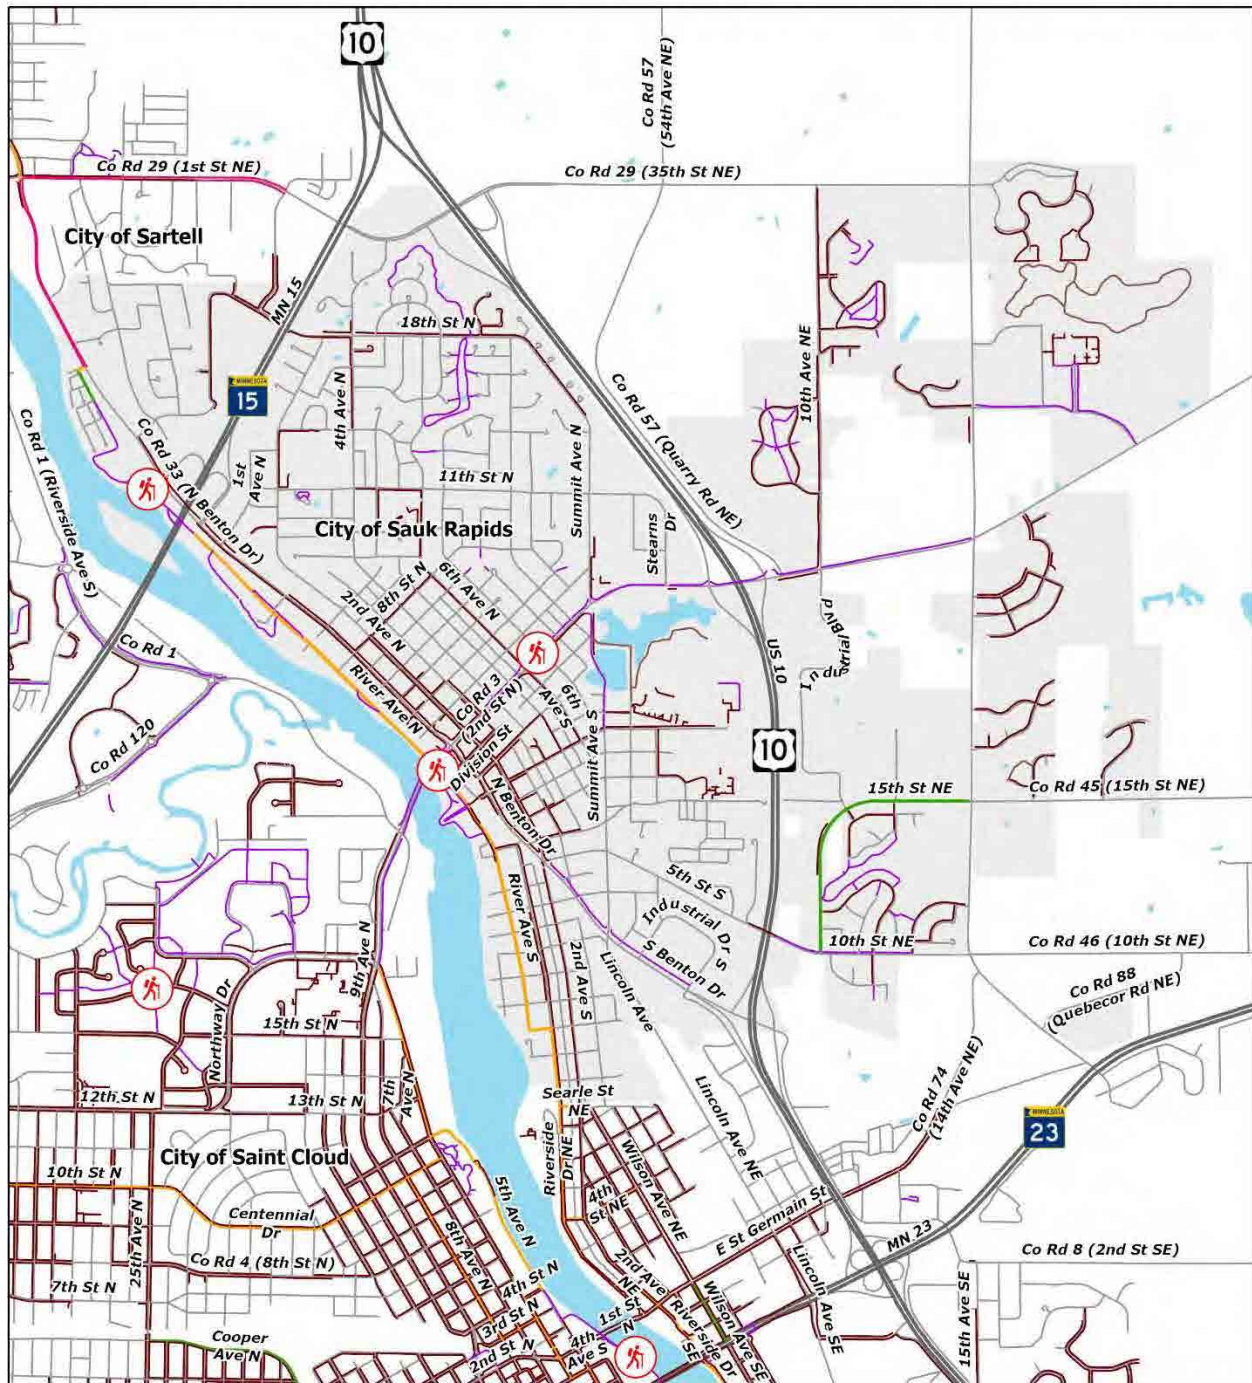 10
Co Rd 57
(54th Ave NE)
Co Rd 29 (1st St NE)
Co Rd 29 (35th St NE)
City of Sartell
MN 15
18th St N
MINNESOTA
15
4th Ave N
10th Ave NE
Co Rd 57 (Quarry Rd NE)
Co Rd 1 (Riverside Ave S)
Co Rd 33 (N Benton Dr)
1st
Ave N
11th St N
Summit Ave N
City of Sauk Rapids
Stearns
Dr
8th St N
6th Ave N
2nd Ave N
Industrial Blvd
Co Rd 1
River Ave N
Co Rd 3
(2nd St N)
6th
Ave S
US 10
Co Rd 120
Division St
Summit Ave S
10
N Benton Dr
15th St NE
Co Rd 45 (15th St NE)
5th St S
Industrial Dr S
River Ave S
2nd Ave S
10th St NE
Co Rd 46 (10th St NE)
9th Ave N
S Benton Dr
Lincoln Ave
Co Rd 88
(Quebecor Rd NE)
Northway Dr
15th St N
12th St N
13th St N
7th
Ave N
Searle St
NE
Lincoln Ave NE
Co Rd 74
(14th Ave NE)
MINNESOTA
23
City of Saint Cloud
Riverside
Dr NE
Wilson Ave NE
10th St N
Centennial
Dr
5th Ave N
4th
St NE
E St Germain St
MN 23
25th Ave N
Co Rd 4 (8th St N)
8th Ave N
Co Rd 8 (2nd St SE)
7th St N
4th St N
3rd St N
2nd St N
1st St
N
4th
Ave S
2nd Ave
NE
Riverside Dr
SE
Wilson Ave SE
Lincoln Ave SE
15th Ave SE
Cooper
Ave N